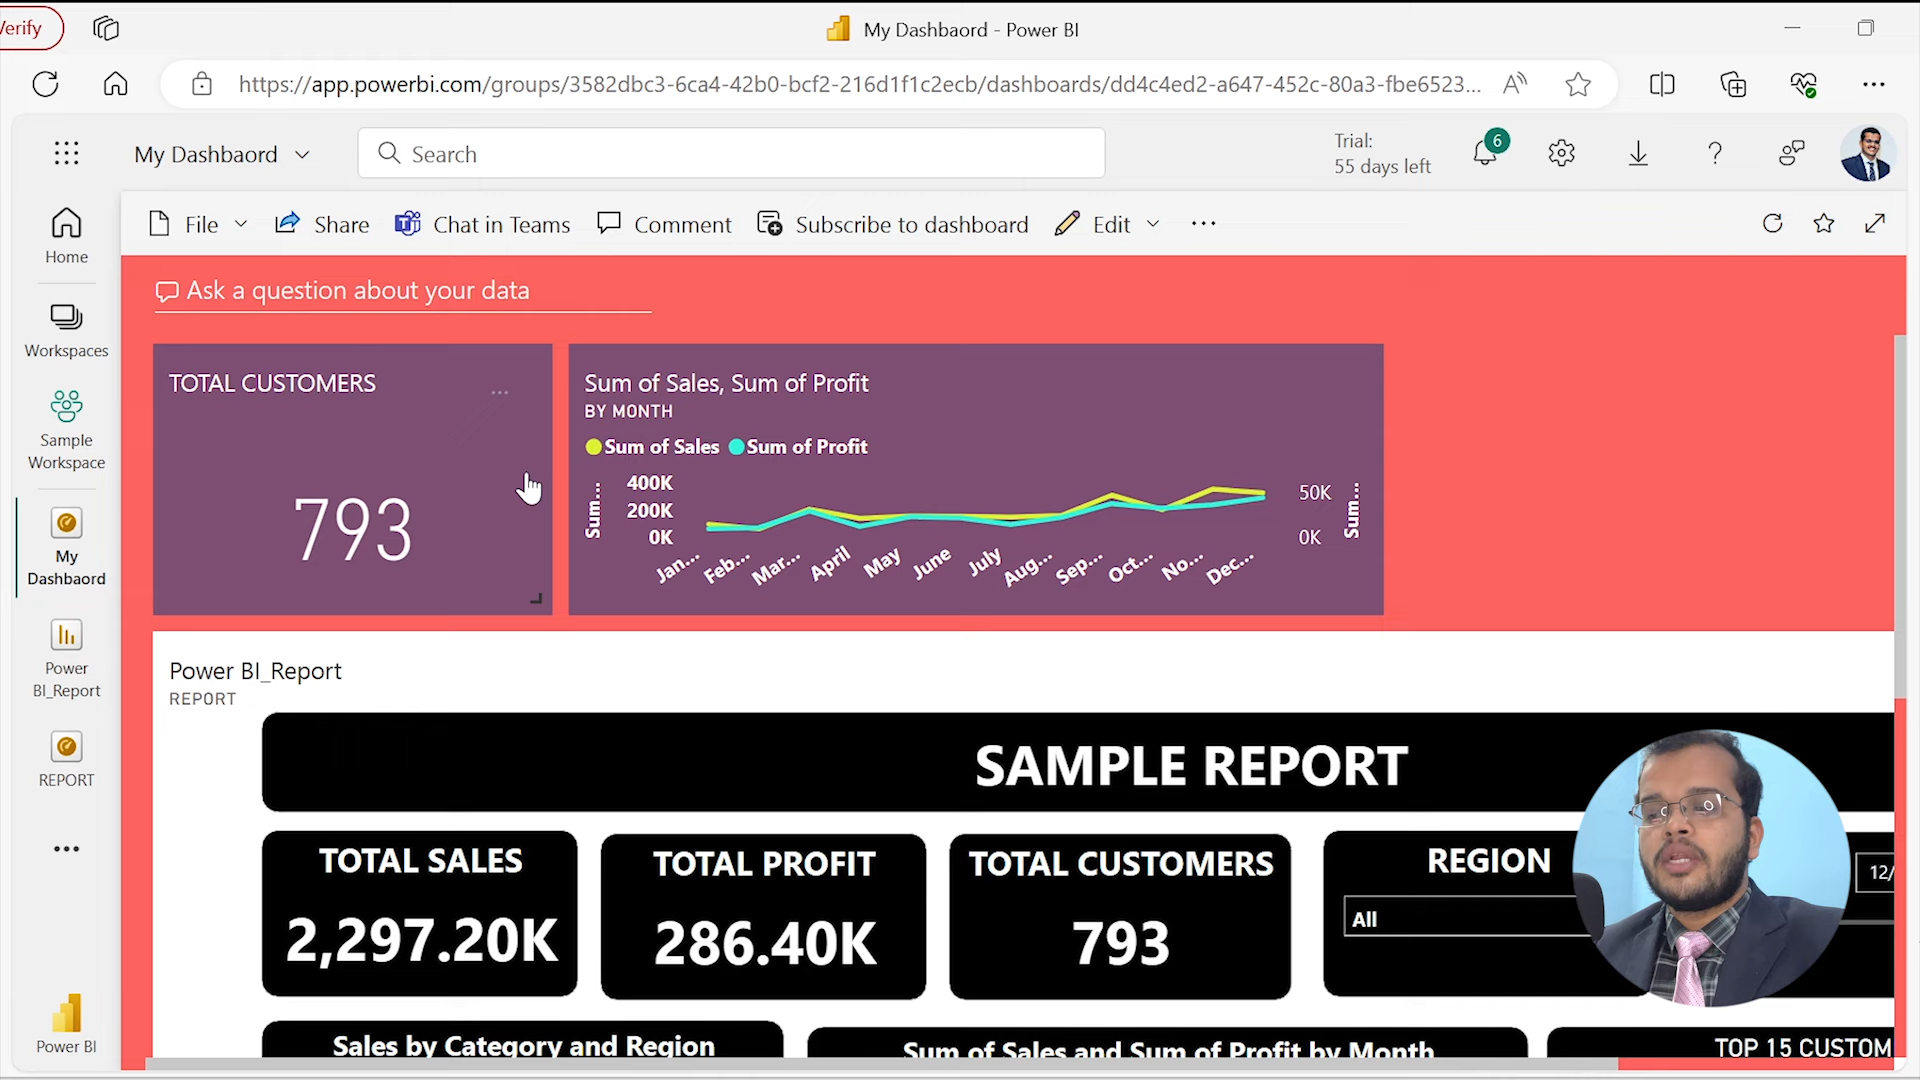 Verify
My Dashbaord - Power BI
https://app.powerbi.com/groups/3582dbc3-6ca4-42b0-bcf2-216d1f1c2ecb/dashboards/dd4c4ed2-a647-452c-80a3-fbe6523...
My Dashbaord
Search
Trial:
55 days left
6
File
Share
Chat in Teams
Comment
Subscribe to dashboard
Edit
Home
Workspaces
Sample
Workspace
My
Dashbaord
Power
BI_Report
REPORT
Power BI
Ask a question about your data
TOTAL CUSTOMERS
793
Sum of Sales, Sum of Profit
BY MONTH
Sum of Sales Sum of Profit
Sum...
400K
200K
0K
50K
0K
Sum...
Jan... Feb... Mar... April May June July Aug... Sep... Oct... No... Dec...
Power BI_Report
REPORT
SAMPLE REPORT
TOTAL SALES
2,297.20K
TOTAL PROFIT
286.40K
TOTAL CUSTOMERS
793
REGION
All
12/
Sales by Category and Region
Sum of Sales and Sum of Profit by Month
TOP 15 CUSTOM